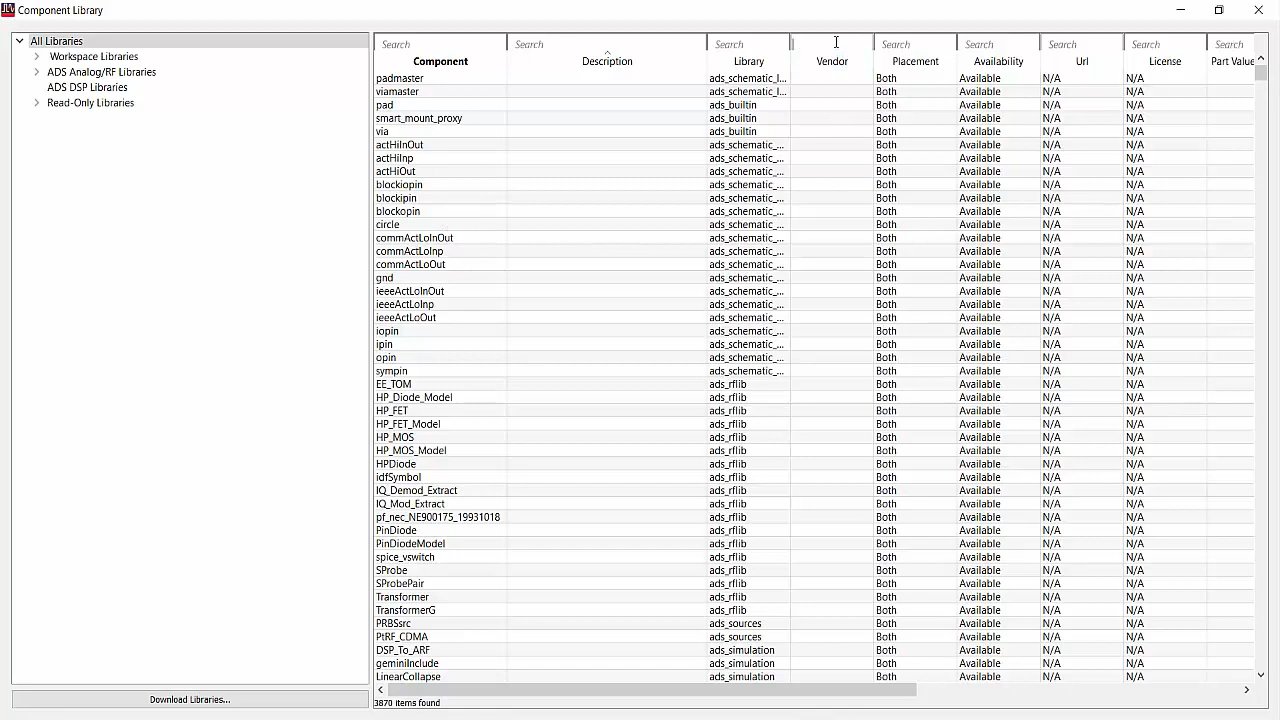 Component Library
All Libraries
Workspace Libraries
ADS Analog/RF Libraries
ADS DSP Libraries
Read-Only Libraries
Download Libraries...
Search Search Search Search Search Search Search Search
Component Description Library Vendor Placement Availability Url License Part Value
padmaster ads_schematic_l... Both Available N/A N/A
viamaster ads_schematic_l... Both Available N/A N/A
pad ads_builtin Both Available N/A N/A
smart_mount_proxy ads_builtin Both Available N/A N/A
via ads_builtin Both Available N/A N/A
actHiInOut ads_schematic_... Both Available N/A N/A
actHiInp ads_schematic_... Both Available N/A N/A
actHiOut ads_schematic_... Both Available N/A N/A
blockiopin ads_schematic_... Both Available N/A N/A
blockipin ads_schematic_... Both Available N/A N/A
blockopin ads_schematic_... Both Available N/A N/A
circle ads_schematic_... Both Available N/A N/A
commActLoInOut ads_schematic_... Both Available N/A N/A
commActLoInp ads_schematic_... Both Available N/A N/A
commActLoOut ads_schematic_... Both Available N/A N/A
gnd ads_schematic_... Both Available N/A N/A
ieeeActLoInOut ads_schematic_... Both Available N/A N/A
ieeeActLoInp ads_schematic_... Both Available N/A N/A
ieeeActLoOut ads_schematic_... Both Available N/A N/A
iopin ads_schematic_... Both Available N/A N/A
ipin ads_schematic_... Both Available N/A N/A
opin ads_schematic_... Both Available N/A N/A
sympin ads_schematic_... Both Available N/A N/A
EE_TOM ads_rflib Both Available N/A N/A
HP_Diode_Model ads_rflib Both Available N/A N/A
HP_FET ads_rflib Both Available N/A N/A
HP_FET_Model ads_rflib Both Available N/A N/A
HP_MOS ads_rflib Both Available N/A N/A
HP_MOS_Model ads_rflib Both Available N/A N/A
HPDiode ads_rflib Both Available N/A N/A
idfSymbol ads_rflib Both Available N/A N/A
IQ_Demod_Extract ads_rflib Both Available N/A N/A
IQ_Mod_Extract ads_rflib Both Available N/A N/A
pf_nec_NE900175_19931018 ads_rflib Both Available N/A N/A
PinDiode ads_rflib Both Available N/A N/A
PinDiodeModel ads_rflib Both Available N/A N/A
spice_vswitch ads_rflib Both Available N/A N/A
SProbe ads_rflib Both Available N/A N/A
SProbePair ads_rflib Both Available N/A N/A
Transformer ads_rflib Both Available N/A N/A
TransformerG ads_rflib Both Available N/A N/A
PRBSsrc ads_sources Both Available N/A N/A
PtRF_CDMA ads_sources Both Available N/A N/A
DSP_To_ARF ads_simulation Both Available N/A N/A
geminiInclude ads_simulation Both Available N/A N/A
LinearCollapse ads_simulation Both Available N/A N/A
3870 items found